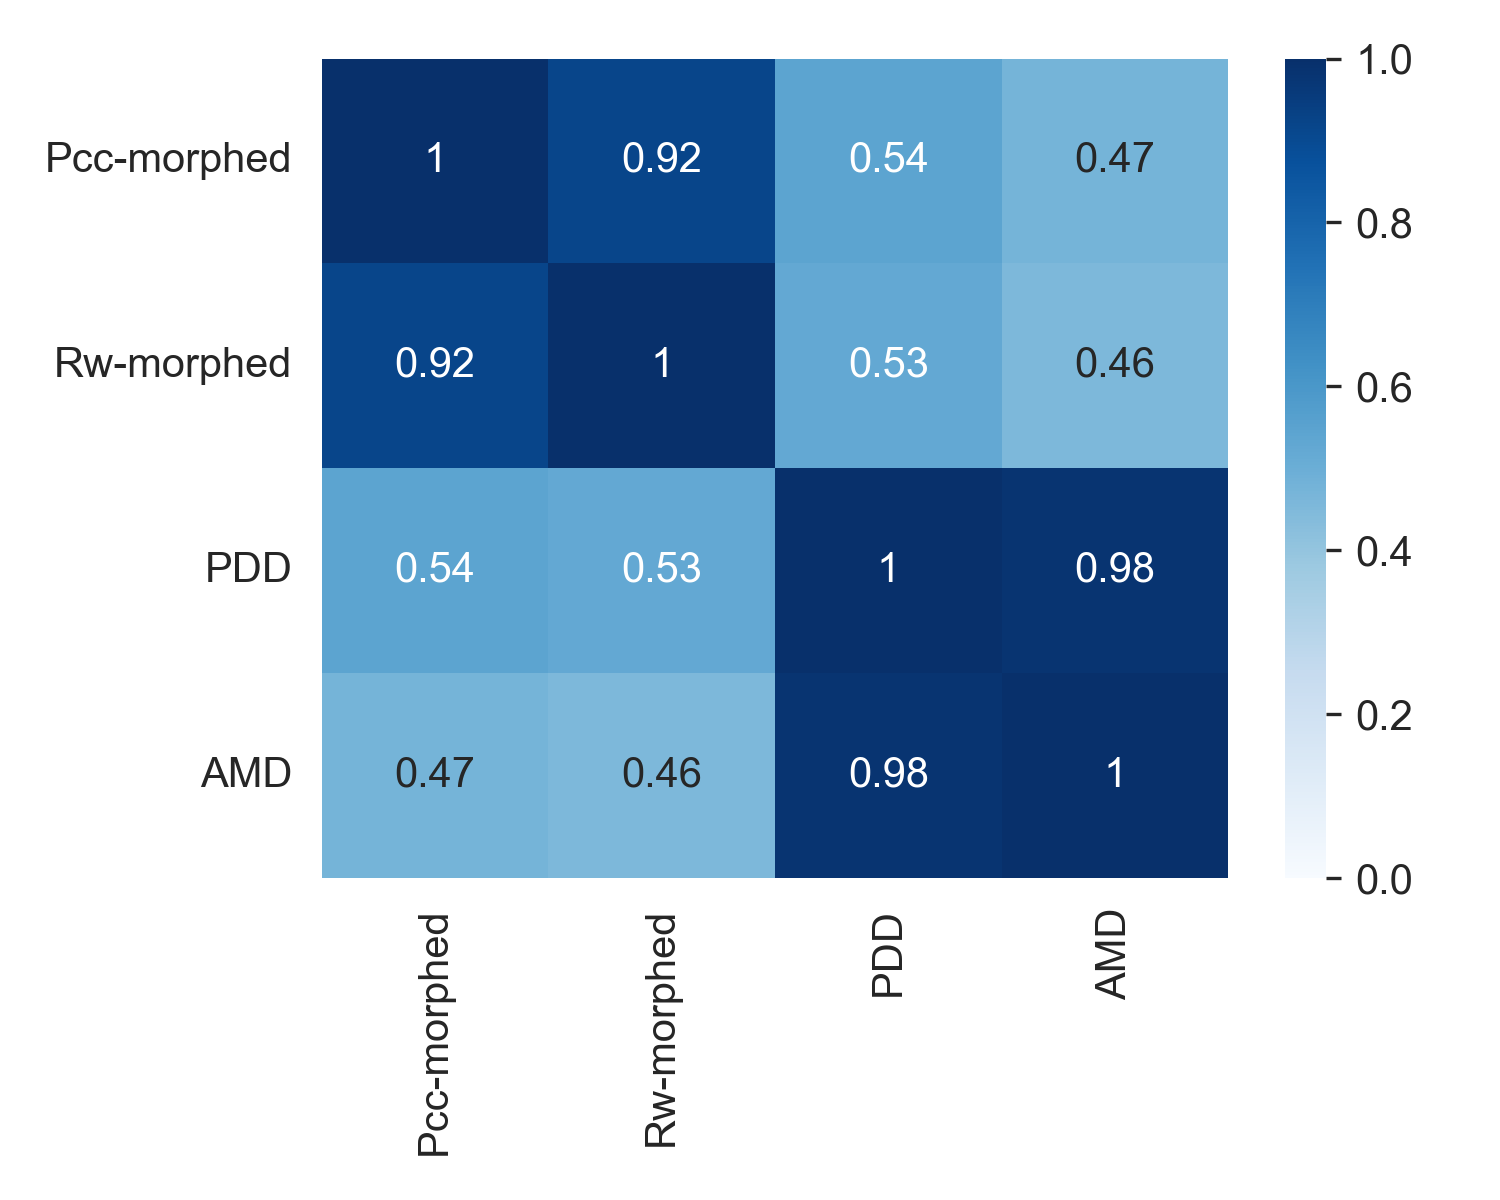 Pcc-morphed 1 0.92 0.54 0.47
Rw-morphed 0.92 1 0.53 0.46
PDD 0.54 0.53 1 0.98
AMD 0.47 0.46 0.98 1
Pcc-morphed Rw-morphed PDD AMD
1.0
0.8
0.6
0.4
0.2
0.0